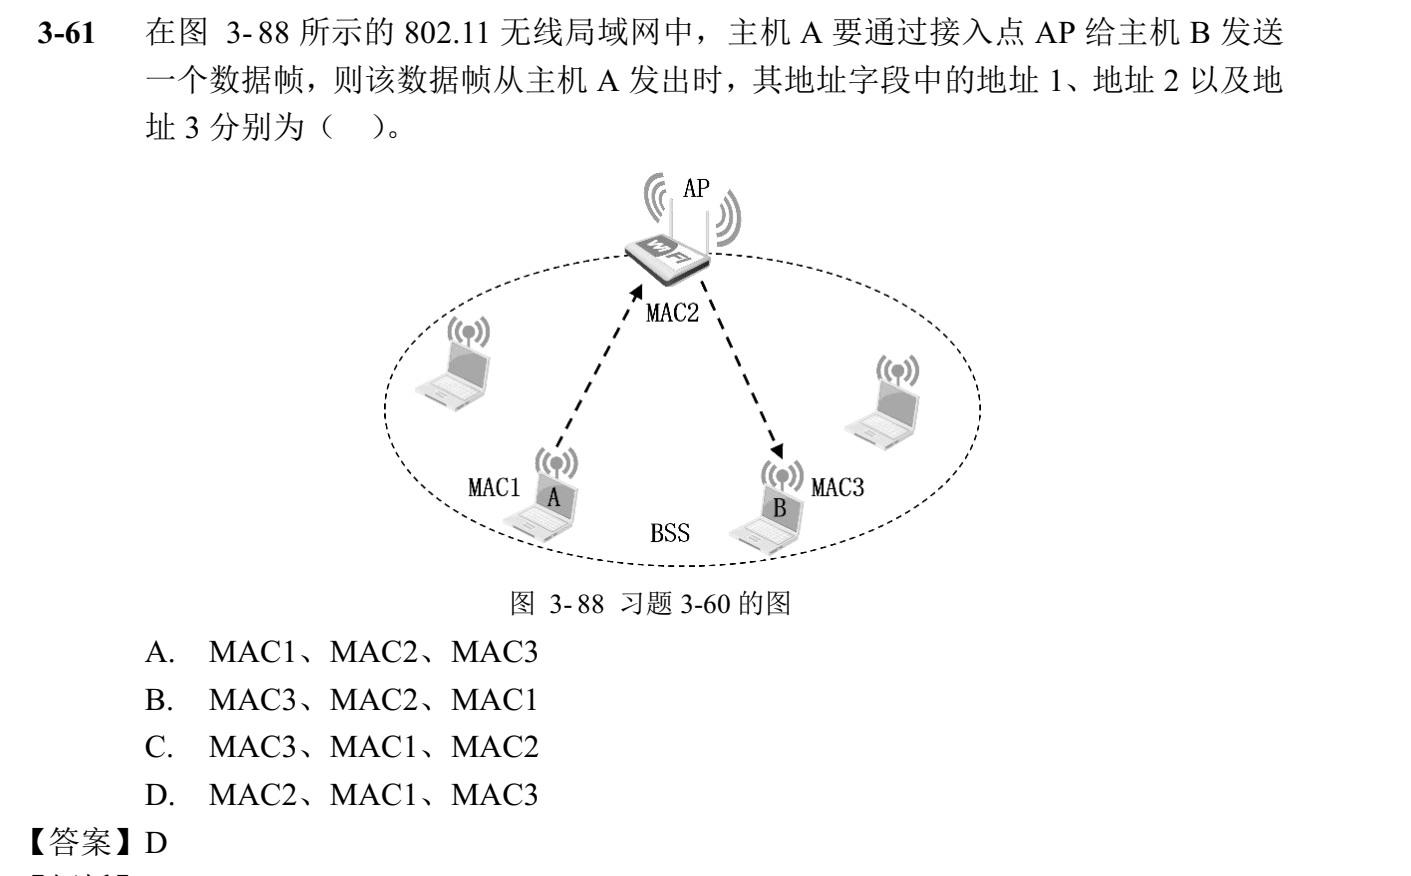 3-61 在图 3-88 所示的 802.11 无线局域网中，主机 A 要通过接入点 AP 给主机 B 发送
一个数据帧，则该数据帧从主机 A 发出时，其地址字段中的地址 1、地址 2 以及地
址 3 分别为（ ）。
AP
WI FI
MAC2
MAC1
A
MAC3
B
BSS
图 3-88 习题 3-60 的图
A. MAC1、MAC2、MAC3
B. MAC3、MAC2、MAC1
C. MAC3、MAC1、MAC2
D. MAC2、MAC1、MAC3
【答案】D